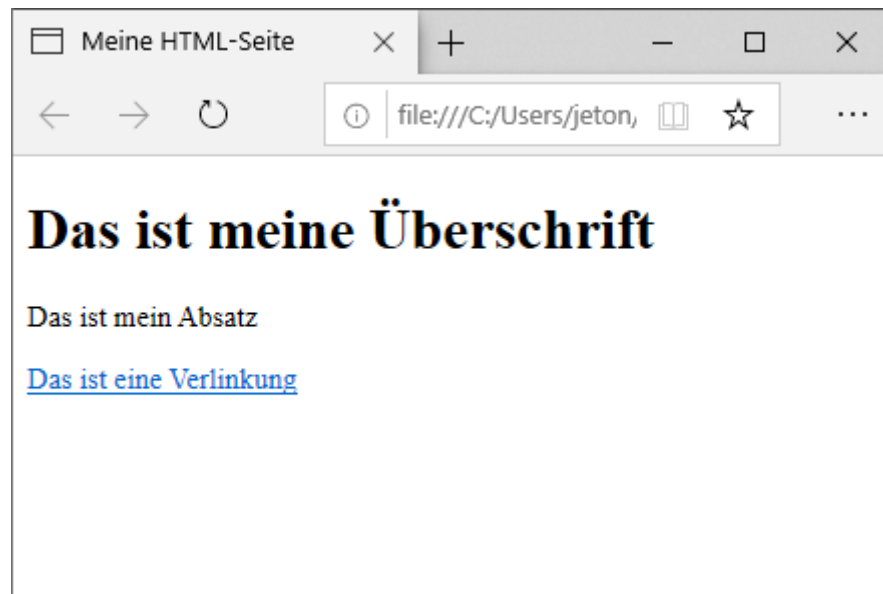 Meine HTML-Seite
file:///C:/Users/jeton,
Das ist meine Überschrift
Das ist mein Absatz
Das ist eine Verlinkung